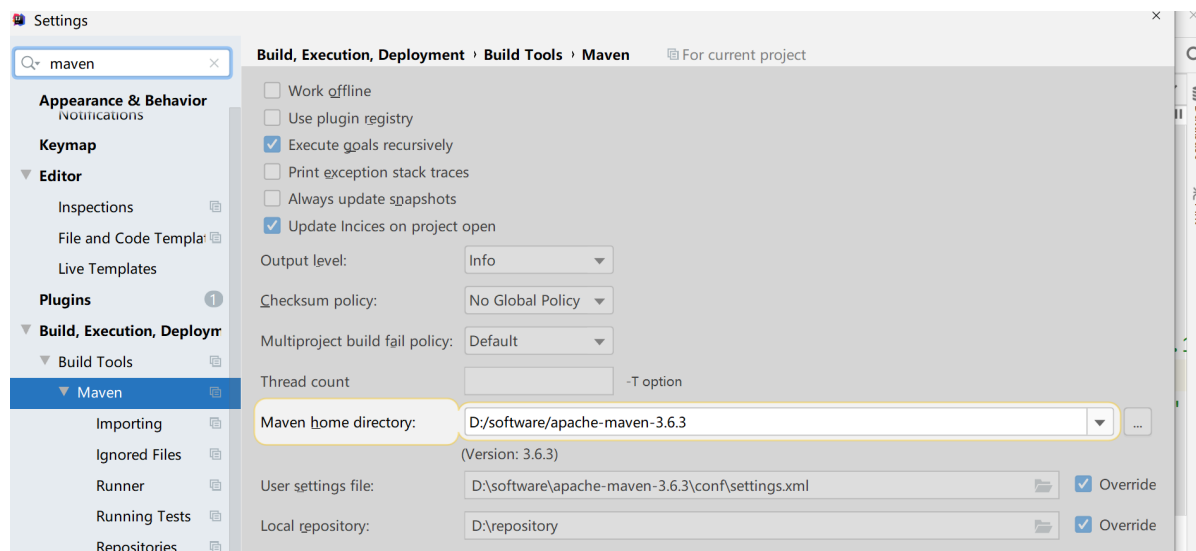 Settings
maven
Build, Execution, Deployment › Build Tools › Maven
For current project
Appearance & Behavior
Notifications
Keymap
Editor
Inspections
File and Code Templat
Live Templates
Plugins
1
Build, Execution, Deploym
Build Tools
Maven
Importing
Ignored Files
Runner
Running Tests
Repositories
Work offline
Use plugin registry
Execute goals recursively
Print exception stack traces
Always update snapshots
Update Incices on project open
Output level: Info
Checksum policy: No Global Policy
Multiproject build fail policy: Default
Thread count -T option
Maven home directory: D:/software/apache-maven-3.6.3 ...
(Version: 3.6.3)
User settings file: D:\software\apache-maven-3.6.3\conf\settings.xml Override
Local repository: D:\repository Override